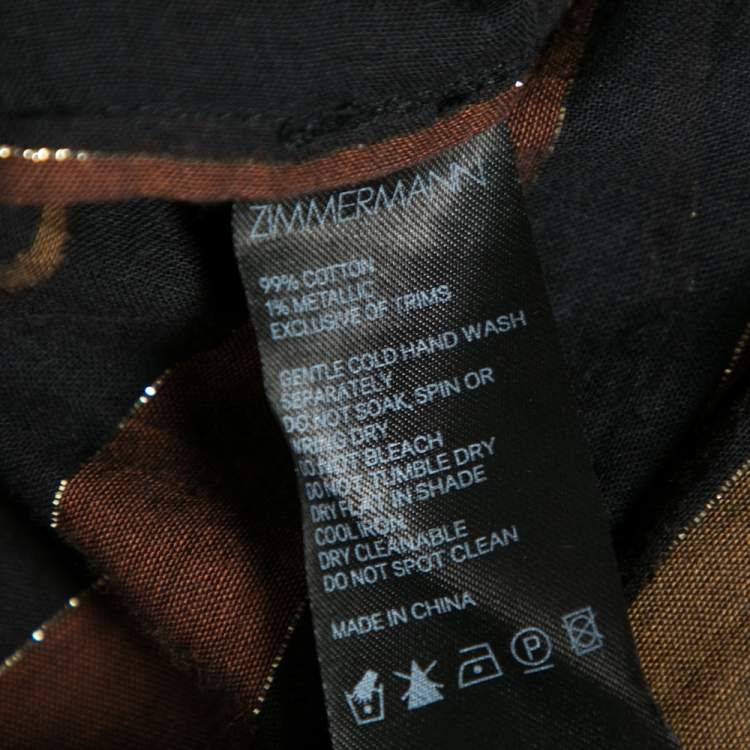 ZIMMERMANN
99% COTTON
1% METALLIC
EXCLUSIVE OF TRIMS
GENTLE COLD HAND WASH
SEPARATELY
DO NOT SOAK, SPIN OR
WRING DRY
DO NOT BLEACH
DO NOT TUMBLE DRY
DRY FLAT IN SHADE
COOL IRON
DRY CLEANABLE
DO NOT SPOT CLEAN
MADE IN CHINA
P